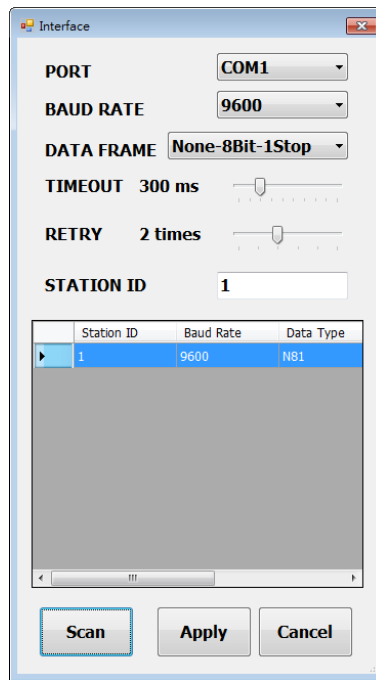 Interface
PORT COM1
BAUD RATE 9600
DATA FRAME None-8Bit-1Stop
TIMEOUT 300 ms
RETRY 2 times
STATION ID 1
Station ID Baud Rate Data Type
1 9600 N81
Scan Apply Cancel